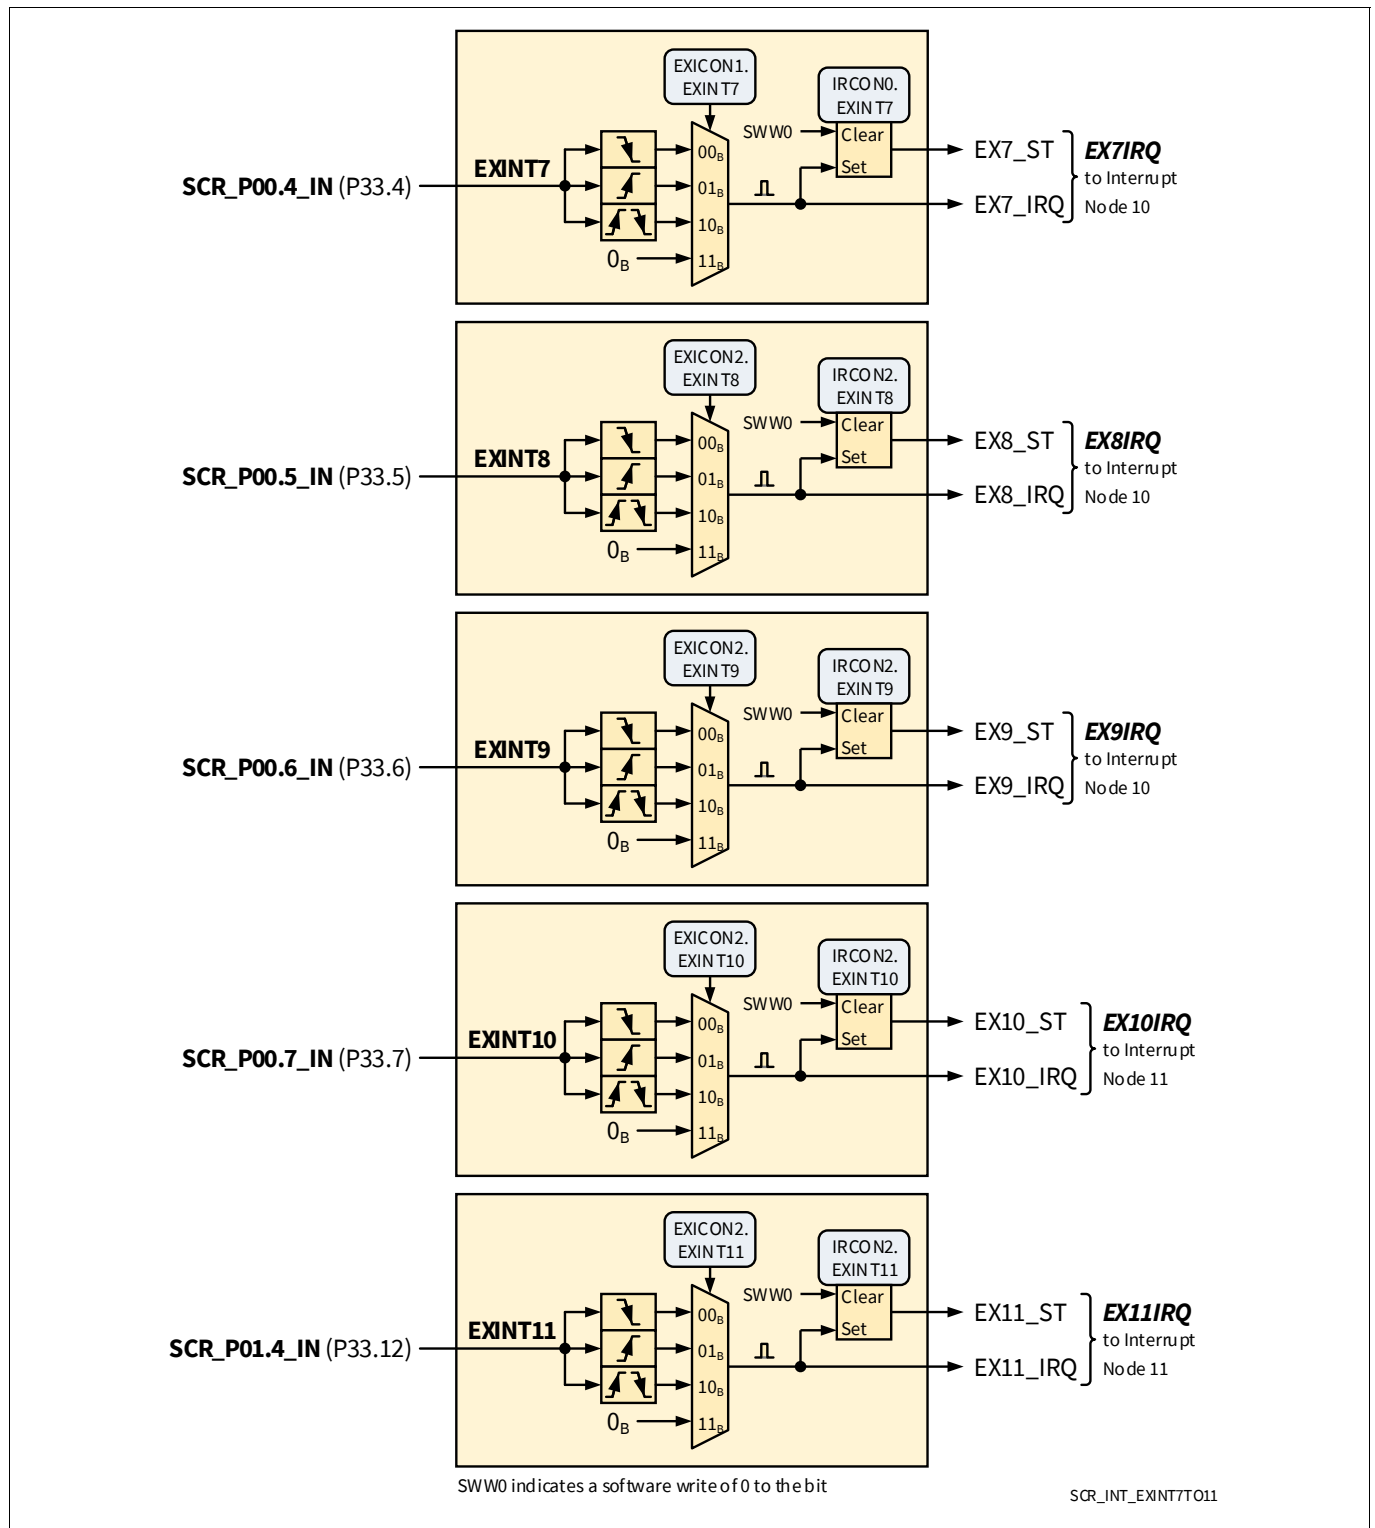 EXICON1.
EXINT7
IRCON0.
EXINT7
SWW0
Clear
Set
00B
01B
10B
11B
0B
EXINT7
SCR_P00.4_IN (P33.4)
EX7_ST
EX7_IRQ
EX7IRQ
to Interrupt
Node 10
EXICON2.
EXINT8
IRCON2.
EXINT8
SWW0
Clear
Set
00B
01B
10B
11B
0B
EXINT8
SCR_P00.5_IN (P33.5)
EX8_ST
EX8_IRQ
EX8IRQ
to Interrupt
Node 10
EXICON2.
EXINT9
IRCON2.
EXINT9
SWW0
Clear
Set
00B
01B
10B
11B
0B
EXINT9
SCR_P00.6_IN (P33.6)
EX9_ST
EX9_IRQ
EX9IRQ
to Interrupt
Node 10
EXICON2.
EXINT10
IRCON2.
EXINT10
SWW0
Clear
Set
00B
01B
10B
11B
0B
EXINT10
SCR_P00.7_IN (P33.7)
EX10_ST
EX10_IRQ
EX10IRQ
to Interrupt
Node 11
EXICON2.
EXINT11
IRCON2.
EXINT11
SWW0
Clear
Set
00B
01B
10B
11B
0B
EXINT11
SCR_P01.4_IN (P33.12)
EX11_ST
EX11_IRQ
EX11IRQ
to Interrupt
Node 11
SWW0 indicates a software write of 0 to the bit
SCR_INT_EXINT7TO11